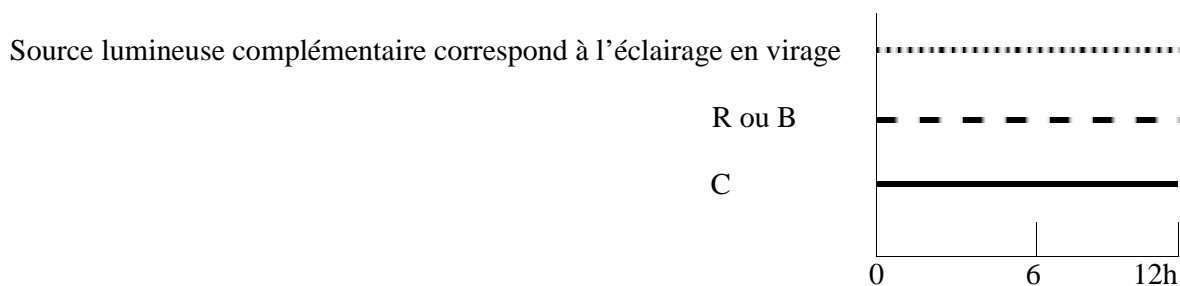 Source lumineuse complémentaire correspond à l’éclairage en virage
R ou B
C
0 6 12h